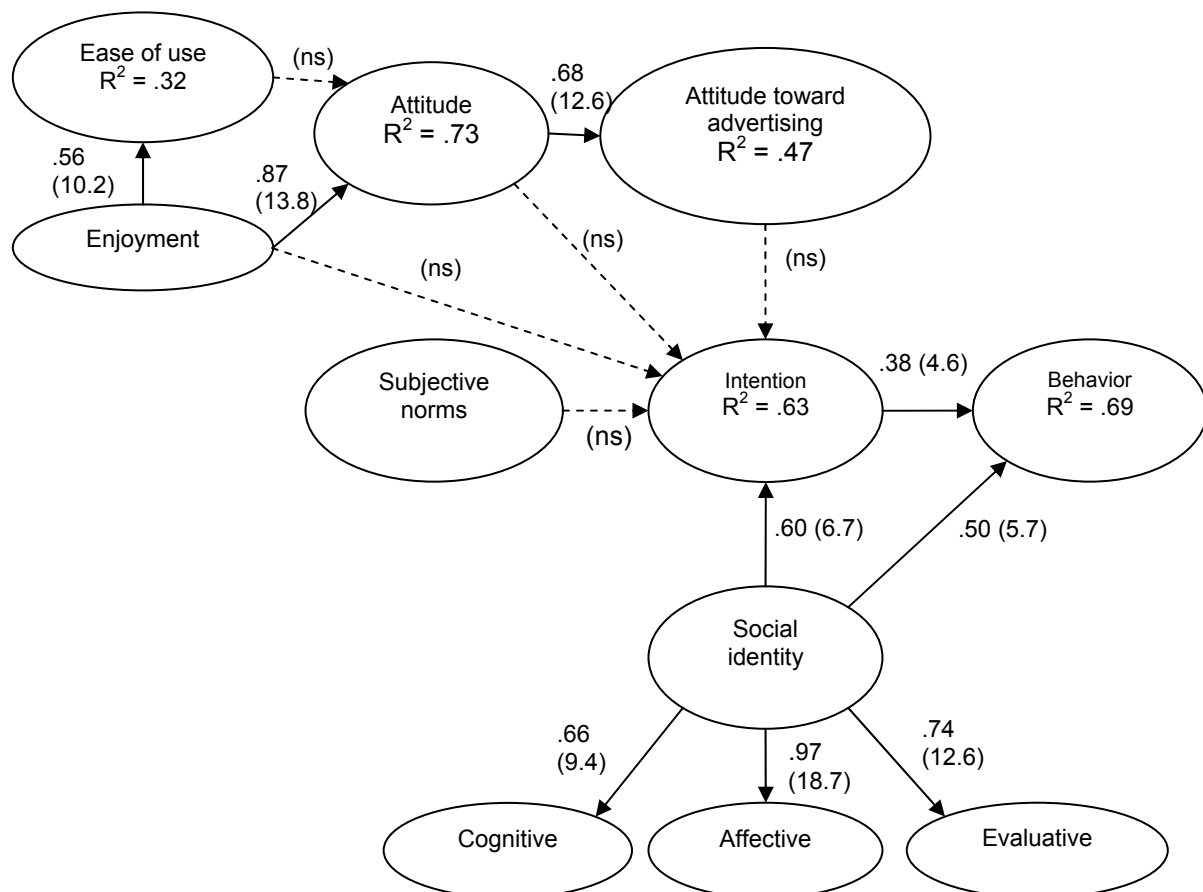 Ease of use
R² = .32
(ns)
Attitude
R² = .73
.68
(12.6)
Attitude toward
advertising
R² = .47
.56
(10.2)
.87
(13.8)
Enjoyment
(ns)
(ns)
(ns)
Subjective
norms
(ns)
Intention
R² = .63
.38 (4.6)
Behavior
R² = .69
.60 (6.7)
.50 (5.7)
Social
identity
.66
(9.4)
.97
(18.7)
.74
(12.6)
Cognitive
Affective
Evaluative